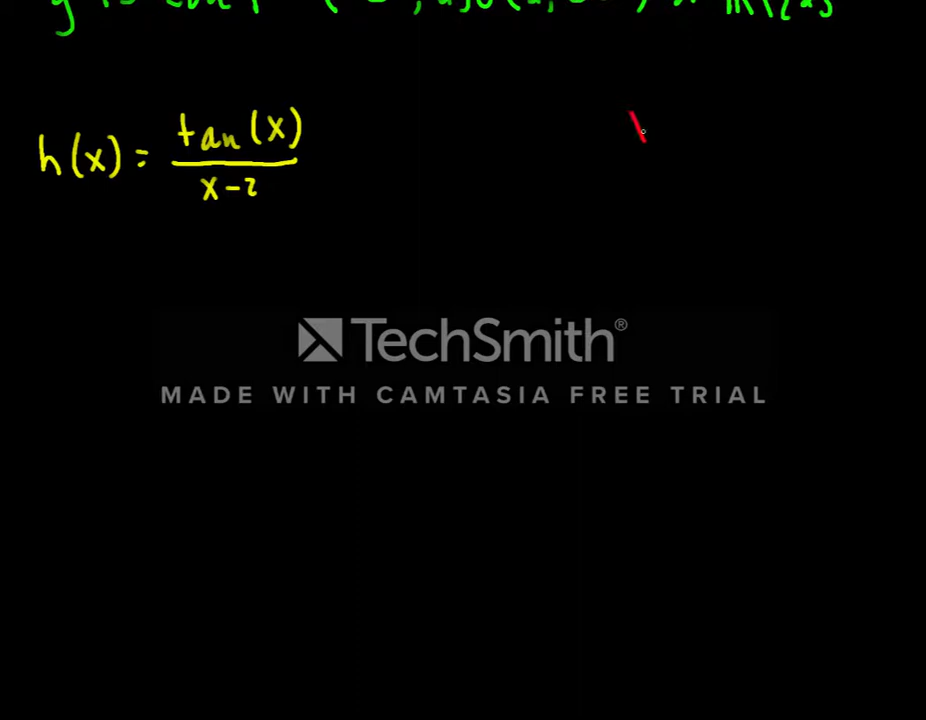 h(x) = tan(x) / x-2
TechSmith®
MADE WITH CAMTASIA FREE TRIAL